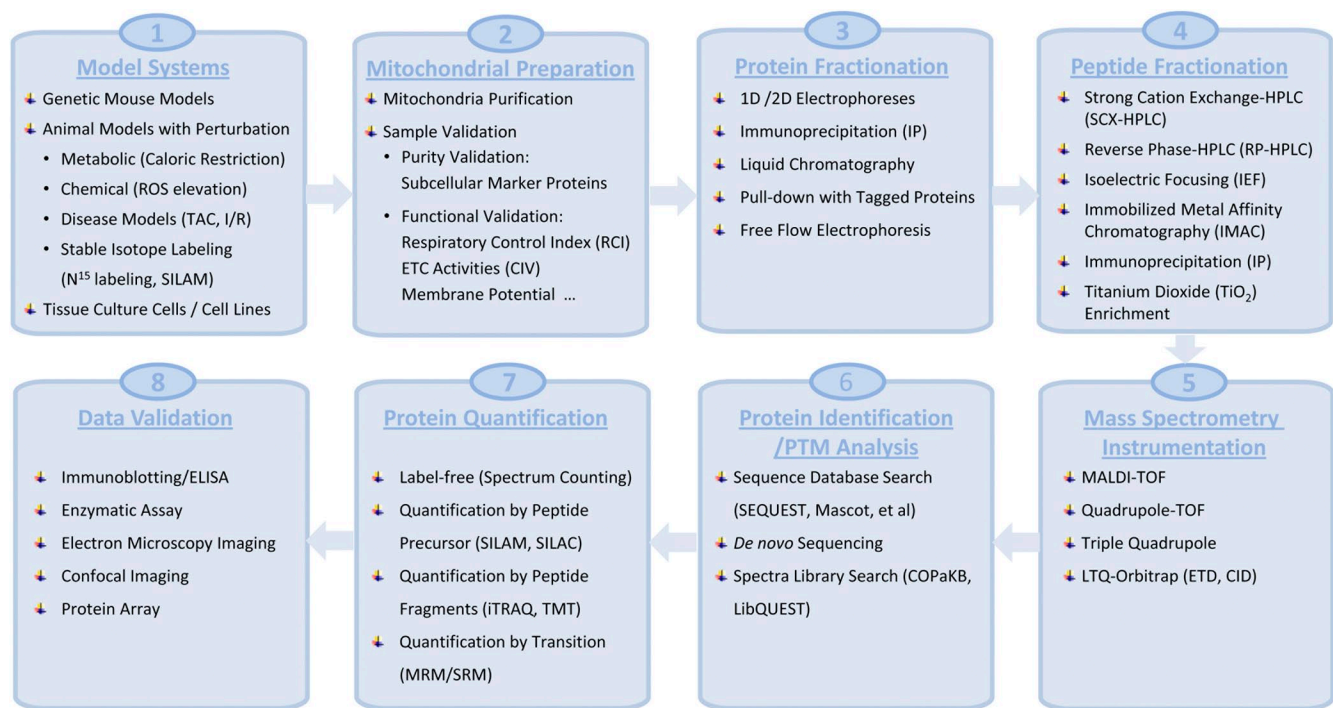 1
Model Systems
Genetic Mouse Models
Animal Models with Perturbation
• Metabolic (Caloric Restriction)
• Chemical (ROS elevation)
• Disease Models (TAC, I/R)
• Stable Isotope Labeling
(N¹⁵ labeling, SILAM)
Tissue Culture Cells / Cell Lines
2
Mitochondrial Preparation
Mitochondria Purification
Sample Validation
• Purity Validation:
Subcellular Marker Proteins
• Functional Validation:
Respiratory Control Index (RCI)
ETC Activities (CIV)
Membrane Potential ...
3
Protein Fractionation
1D /2D Electrophoreses
Immunoprecipitation (IP)
Liquid Chromatography
Pull-down with Tagged Proteins
Free Flow Electrophoresis
4
Peptide Fractionation
Strong Cation Exchange-HPLC
(SCX-HPLC)
Reverse Phase-HPLC (RP-HPLC)
Isoelectric Focusing (IEF)
Immobilized Metal Affinity
Chromatography (IMAC)
Immunoprecipitation (IP)
Titanium Dioxide (TiO₂)
Enrichment
5
Mass Spectrometry
Instrumentation
MALDI-TOF
Quadrupole-TOF
Triple Quadrupole
LTQ-Orbitrap (ETD, CID)
6
Protein Identification
/PTM Analysis
Sequence Database Search
(SEQUEST, Mascot, et al)
De novo Sequencing
Spectra Library Search (COPaKB,
LibQUEST)
7
Protein Quantification
Label-free (Spectrum Counting)
Quantification by Peptide
Precursor (SILAM, SILAC)
Quantification by Peptide
Fragments (iTRAQ, TMT)
Quantification by Transition
(MRM/SRM)
8
Data Validation
Immunoblotting/ELISA
Enzymatic Assay
Electron Microscopy Imaging
Confocal Imaging
Protein Array